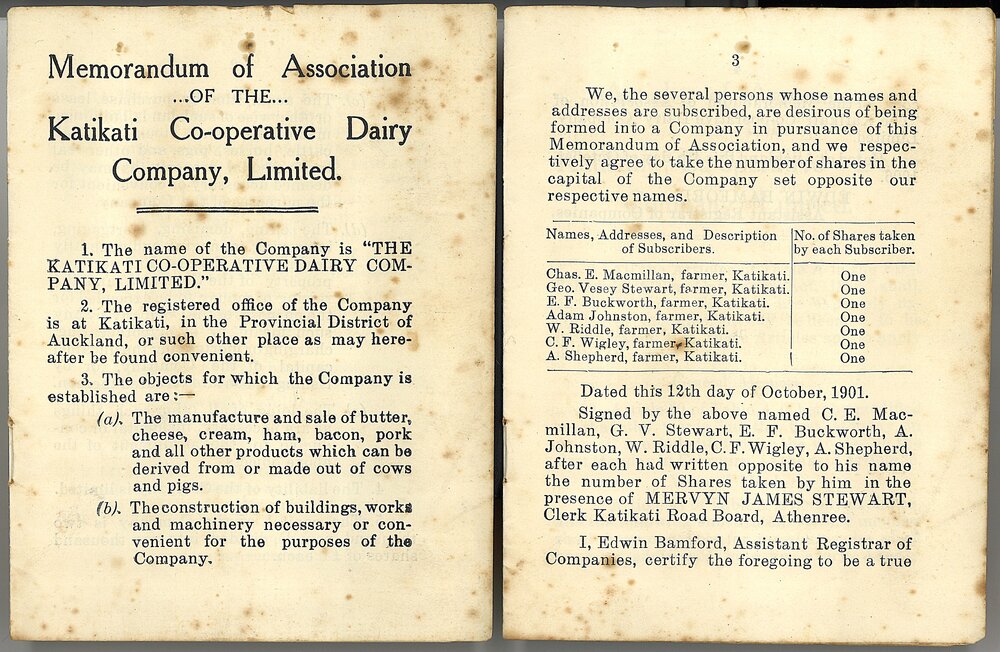 Memorandum of Association
...OF THE...
Katikati Co-operative Dairy
Company, Limited.
1. The name of the Company is "THE
KATIKATI CO-OPERATIVE DAIRY COM-
PANY, LIMITED."
2. The registered office of the Company
is at Katikati, in the Provincial District of
Auckland, or such other place as may here-
after be found convenient.
3. The objects for which the Company is
established are:—
(a). The manufacture and sale of butter,
cheese, cream, ham, bacon, pork
and all other products which can be
derived from or made out of cows
and pigs.
(b). The construction of buildings, works
and machinery necessary or con-
venient for the purposes of the
Company.
3
We, the several persons whose names and
addresses are subscribed, are desirous of being
formed into a Company in pursuance of this
Memorandum of Association, and we respec-
tively agree to take the number of shares in the
capital of the Company set opposite our
respective names.
Names, Addresses, and Description
of Subscribers.
No. of Shares taken
by each Subscriber.
Chas. E. Macmillan, farmer, Katikati. One
Geo. Vesey Stewart, farmer, Katikati. One
E. F. Buckworth, farmer, Katikati. One
Adam Johnston, farmer, Katikati. One
W. Riddle, farmer, Katikati. One
C. F. Wigley, farmer, Katikati. One
A. Shepherd, farmer, Katikati. One
Dated this 12th day of October, 1901.
Signed by the above named C. E. Mac-
millan, G. V. Stewart, E. F. Buckworth, A.
Johnston, W. Riddle, C. F. Wigley, A. Shepherd,
after each had written opposite to his name
the number of Shares taken by him in the
presence of MERVYN JAMES STEWART,
Clerk Katikati Road Board, Athenree.
I, Edwin Bamford, Assistant Registrar of
Companies, certify the foregoing to be a true